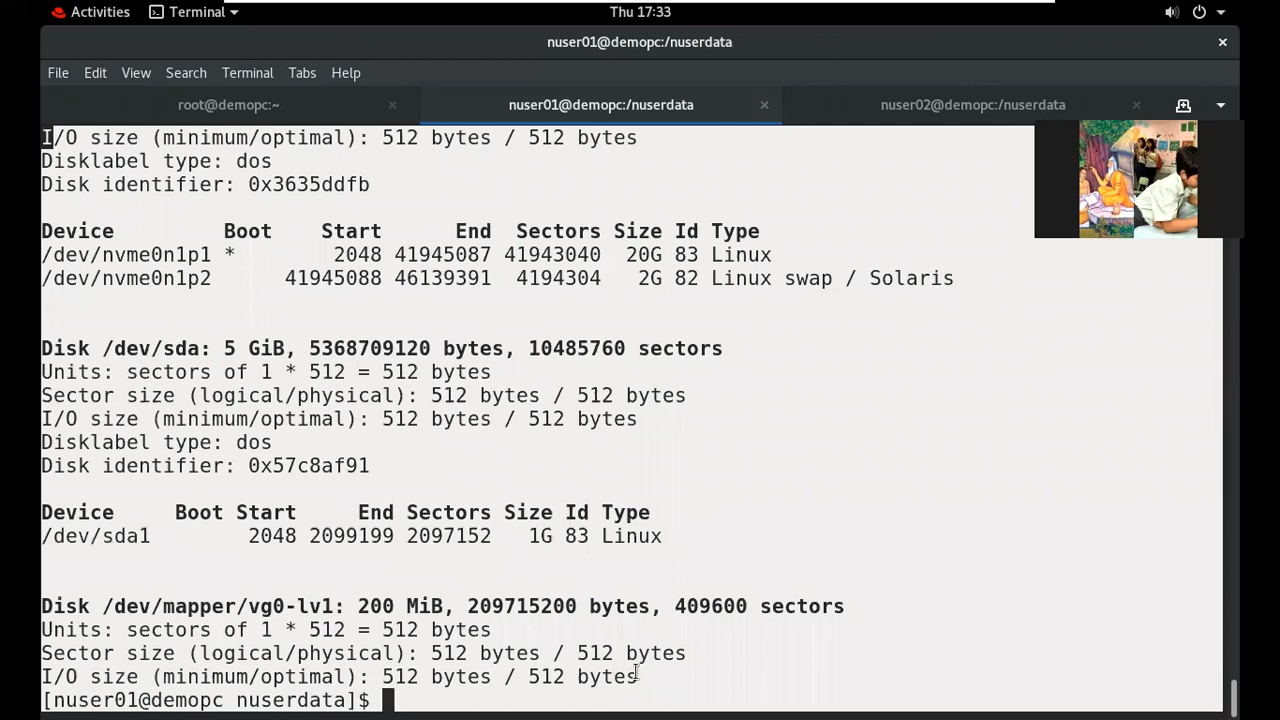 Activities Terminal Thu 17:33
nuser01@demopc:/nuserdata
File Edit View Search Terminal Tabs Help
root@demopc:~ nuser01@demopc:/nuserdata nuser02@demopc:/nuserdata
I/O size (minimum/optimal): 512 bytes / 512 bytes
Disklabel type: dos
Disk identifier: 0x3635ddfb
Device Boot Start End Sectors Size Id Type
/dev/nvme0n1p1 * 2048 41945087 41943040 20G 83 Linux
/dev/nvme0n1p2 41945088 46139391 4194304 2G 82 Linux swap / Solaris
Disk /dev/sda: 5 GiB, 5368709120 bytes, 10485760 sectors
Units: sectors of 1 * 512 = 512 bytes
Sector size (logical/physical): 512 bytes / 512 bytes
I/O size (minimum/optimal): 512 bytes / 512 bytes
Disklabel type: dos
Disk identifier: 0x57c8af91
Device Boot Start End Sectors Size Id Type
/dev/sda1 2048 2099199 2097152 1G 83 Linux
Disk /dev/mapper/vg0-lv1: 200 MiB, 209715200 bytes, 409600 sectors
Units: sectors of 1 * 512 = 512 bytes
Sector size (logical/physical): 512 bytes / 512 bytes
I/O size (minimum/optimal): 512 bytes / 512 bytes
[nuser01@demopc nuserdata]$